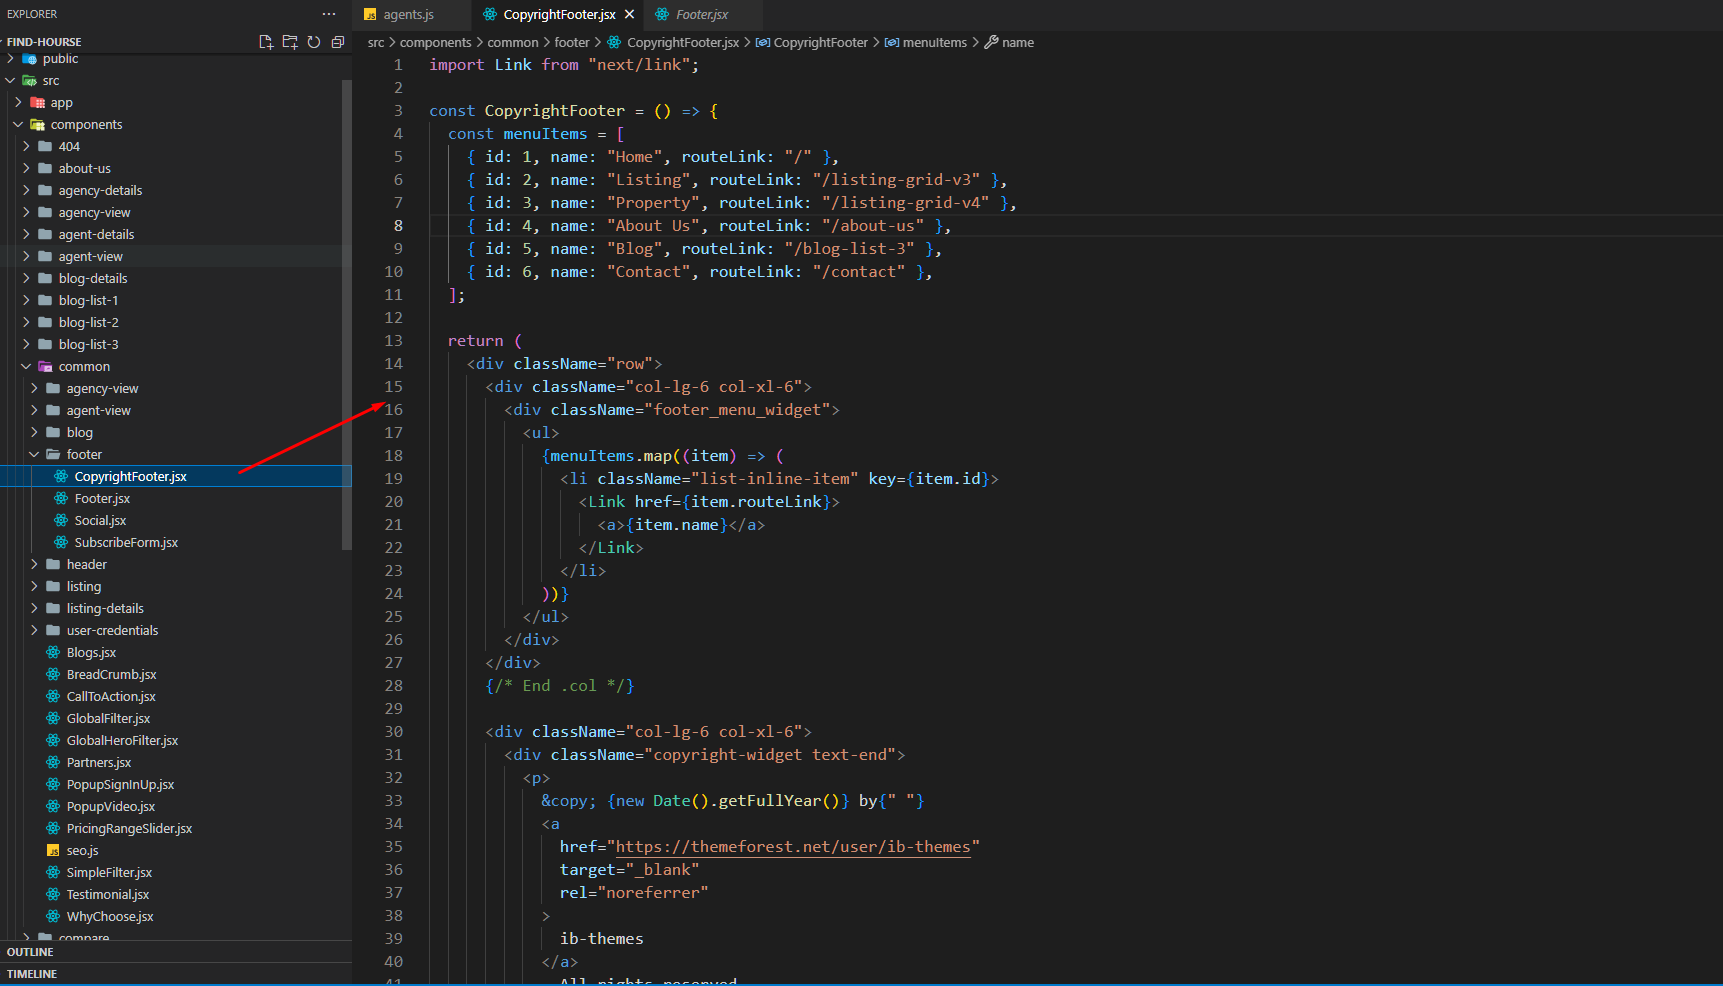 EXPLORER
FIND-HOURSE
public
src
app
components
404
about-us
agency-details
agency-view
agent-details
agent-view
blog-details
blog-list-1
blog-list-2
blog-list-3
common
agency-view
agent-view
blog
footer
CopyrightFooter.jsx
Footer.jsx
Social.jsx
SubscribeForm.jsx
header
listing
listing-details
user-credentials
Blogs.jsx
BreadCrumb.jsx
CallToAction.jsx
GlobalFilter.jsx
GlobalHeroFilter.jsx
Partners.jsx
PopupSignInUp.jsx
PopupVideo.jsx
PricingRangeSlider.jsx
JS seo.js
SimpleFilter.jsx
Testimonial.jsx
WhyChoose.jsx
compare
OUTLINE
TIMELINE
JS agents.js CopyrightFooter.jsx Footer.jsx
src > components > common > footer > CopyrightFooter.jsx > CopyrightFooter > menuItems > name
1 import Link from "next/link";
2
3 const CopyrightFooter = () => {
4 const menuItems = [
5 { id: 1, name: "Home", routeLink: "/" },
6 { id: 2, name: "Listing", routeLink: "/listing-grid-v3" },
7 { id: 3, name: "Property", routeLink: "/listing-grid-v4" },
8 { id: 4, name: "About Us", routeLink: "/about-us" },
9 { id: 5, name: "Blog", routeLink: "/blog-list-3" },
10 { id: 6, name: "Contact", routeLink: "/contact" },
11 ];
12
13 return (
14 <div className="row">
15 <div className="col-lg-6 col-xl-6">
16 <div className="footer_menu_widget">
17 <ul>
18 {menuItems.map((item) => (
19 <li className="list-inline-item" key={item.id}>
20 <Link href={item.routeLink}>
21 <a>{item.name}</a>
22 </Link>
23 </li>
24 ))}
25 </ul>
26 </div>
27 </div>
28 {/* End .col */}
29
30 <div className="col-lg-6 col-xl-6">
31 <div className="copyright-widget text-end">
32 <p>
33 &copy; {new Date().getFullYear()} by{" "}
34 <a
35 href="https://themeforest.net/user/ib-themes"
36 target="_blank"
37 rel="noreferrer"
38 >
39 ib-themes
40 </a>
41 All rights reserved